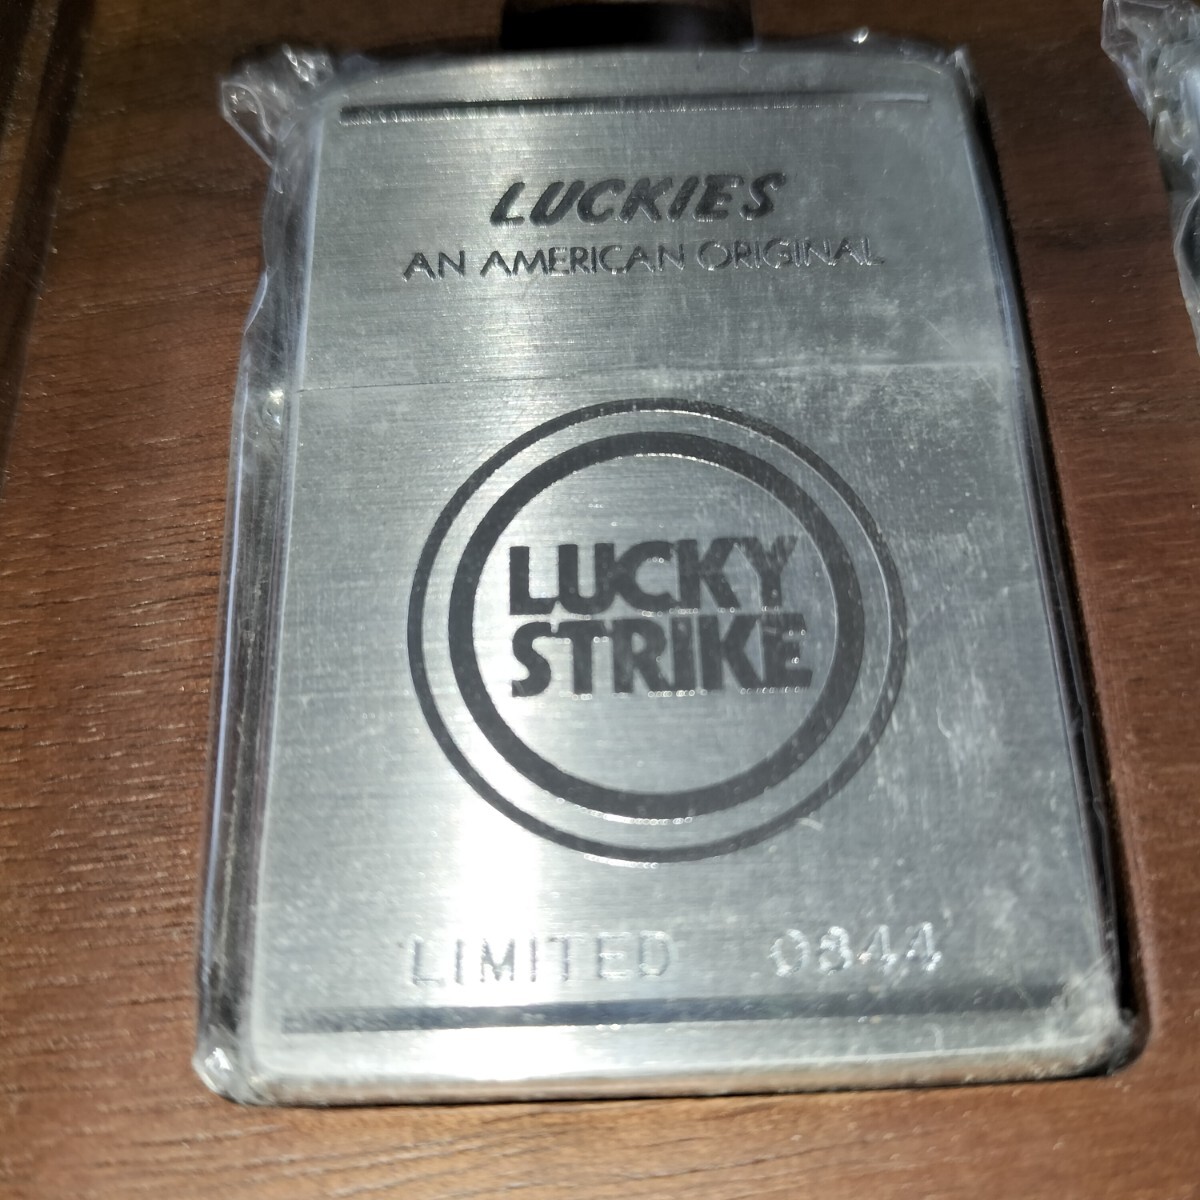 LUCKIES
AN AMERICAN ORIGINAL
LUCKY
STRIKE
LIMITED 0844